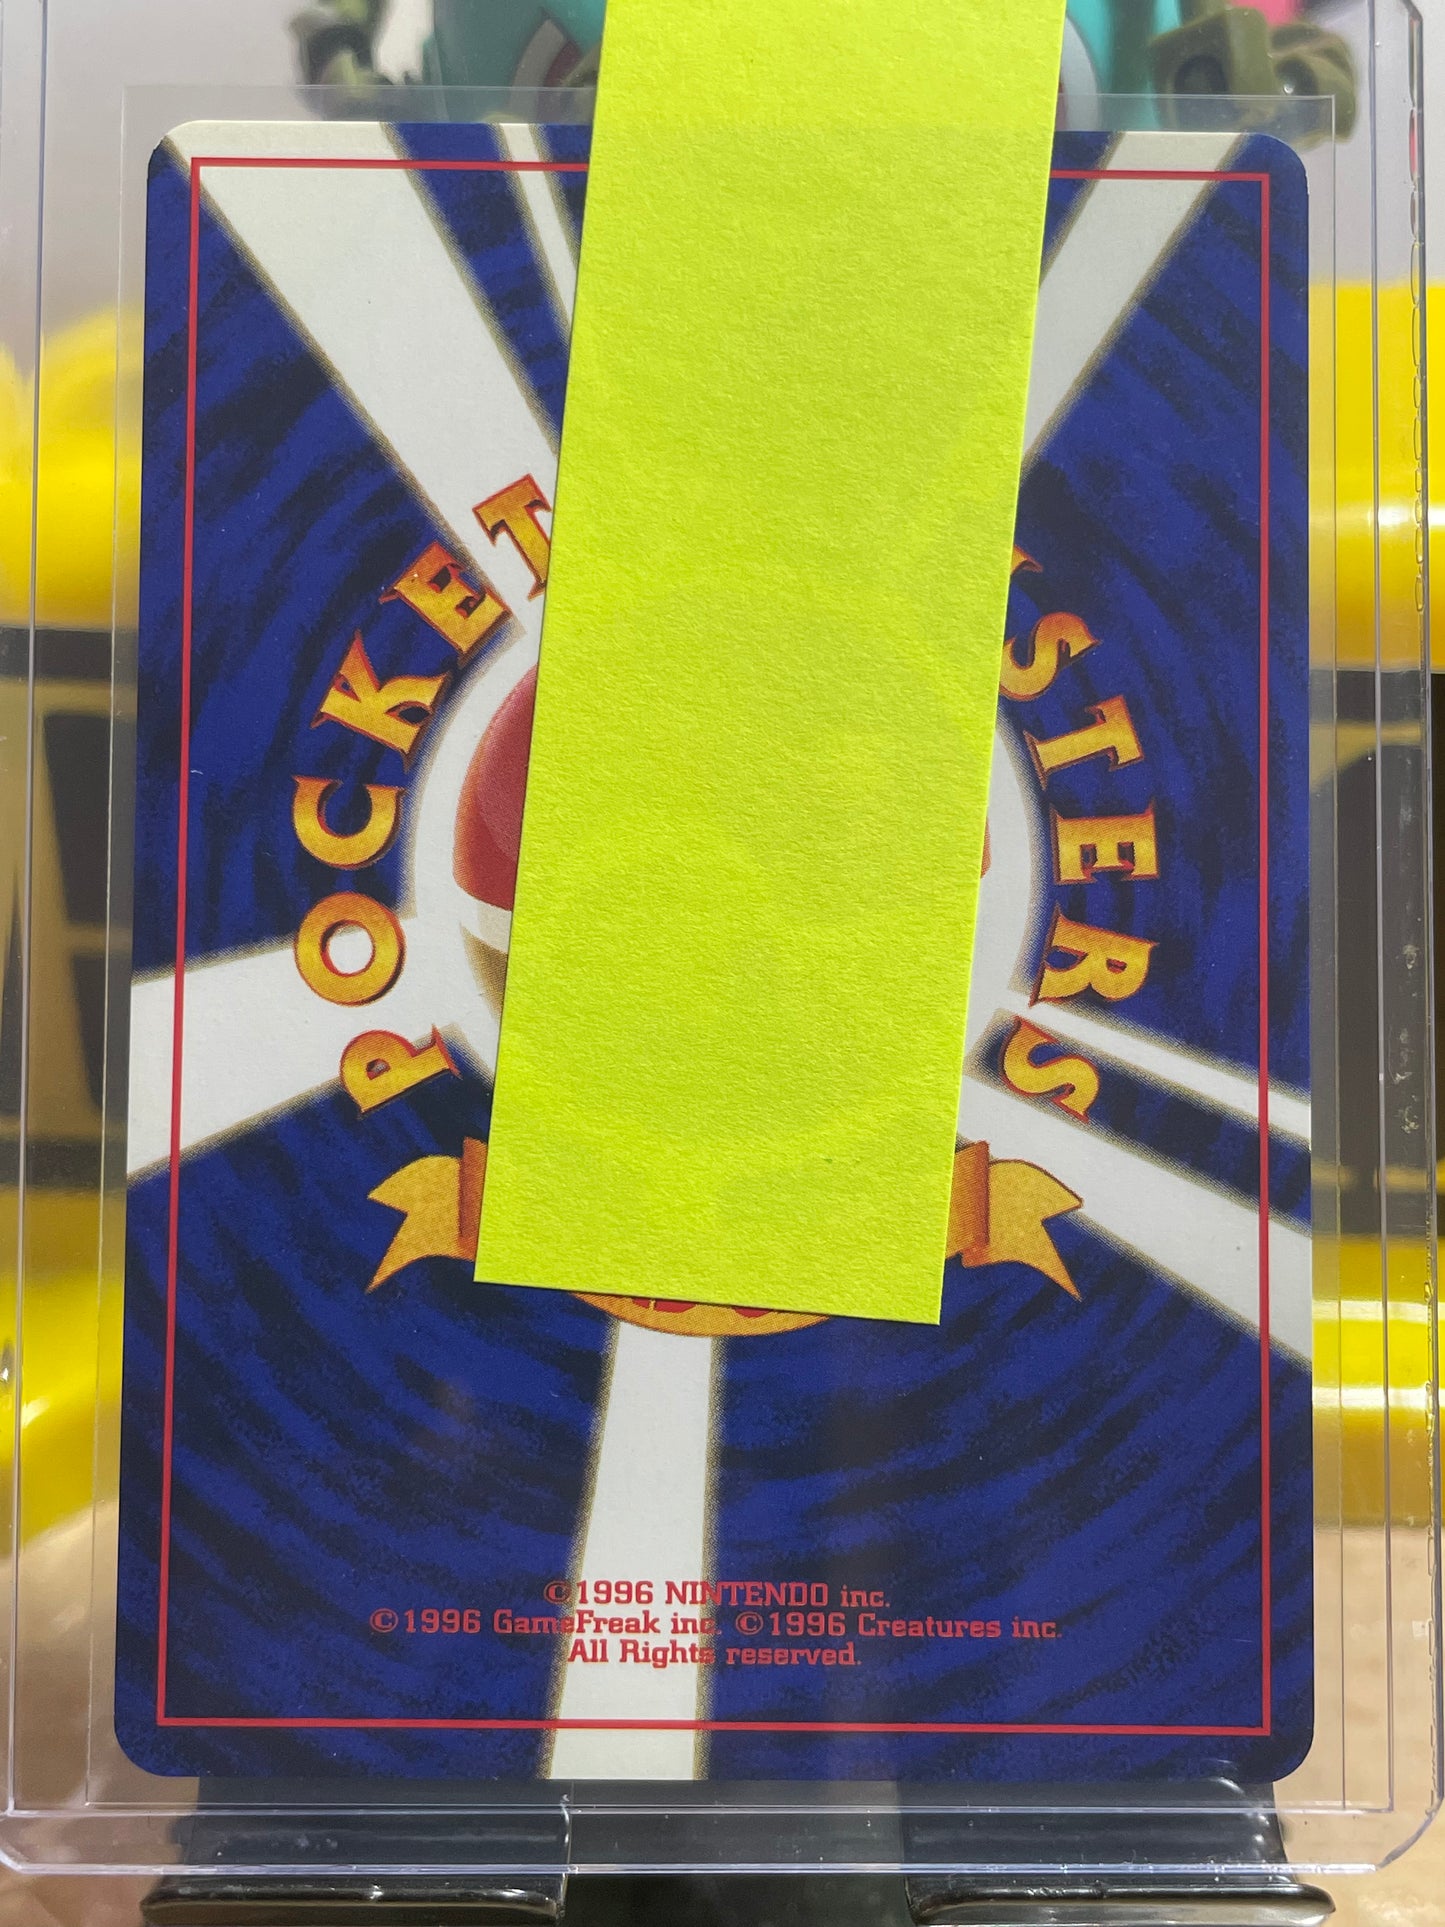 POCKET
STERS
©1996 NINTENDO inc.
©1996 GameFreak inc. ©1996 Creatures inc.
All Rights reserved.